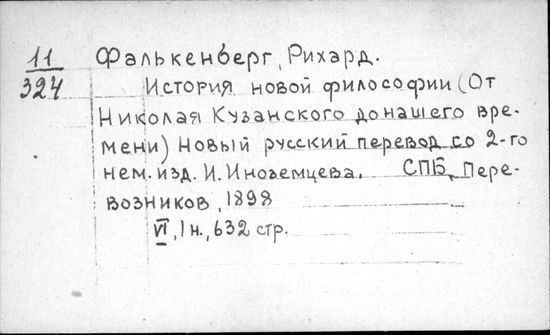 11
324
Фалькенберг, Рихард.
История новой философии (От
Николая Кузанского до нашего вре-
мени) Новый русский перевод со 2-го
нем. изд. И. Иноземцева. СПБ, Пере-
возников, 1898
VI, 1 н., 632 стр.